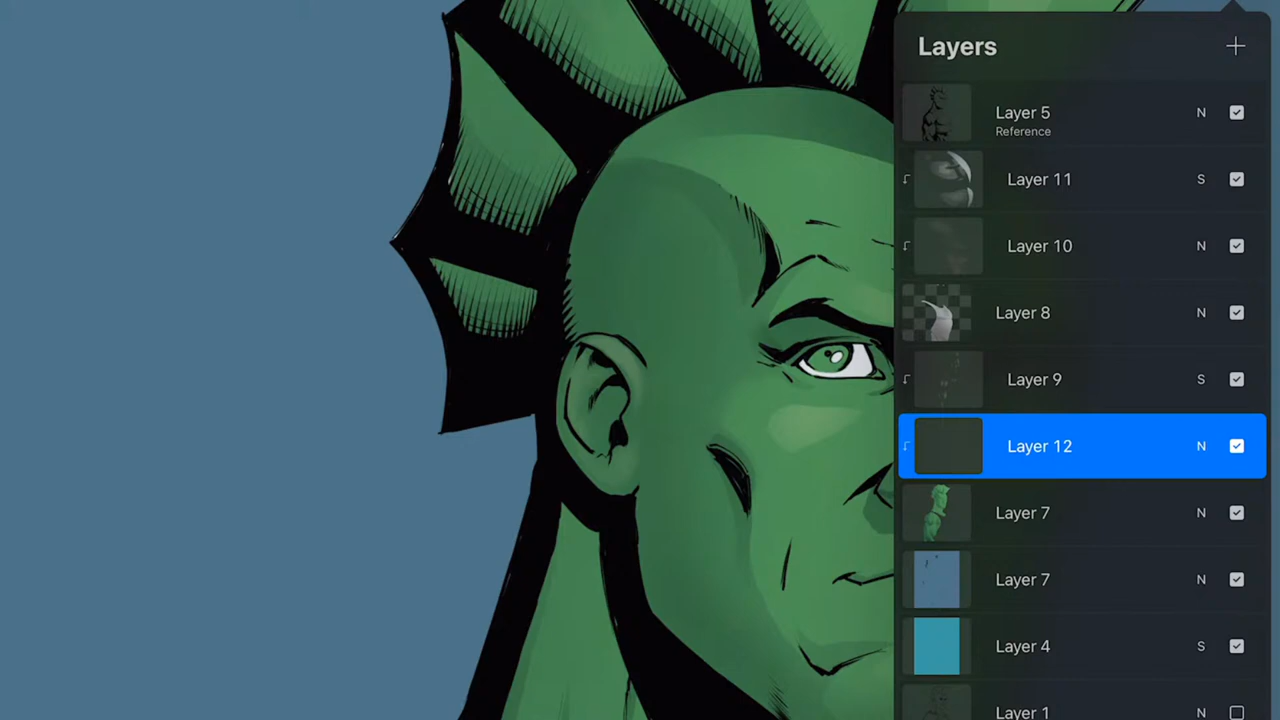 Layers
Layer 5 N
Reference
Layer 11 S
Layer 10 N
Layer 8 N
Layer 9 S
Layer 12 N
Layer 7 N
Layer 7 N
Layer 4 S
Layer 1 N